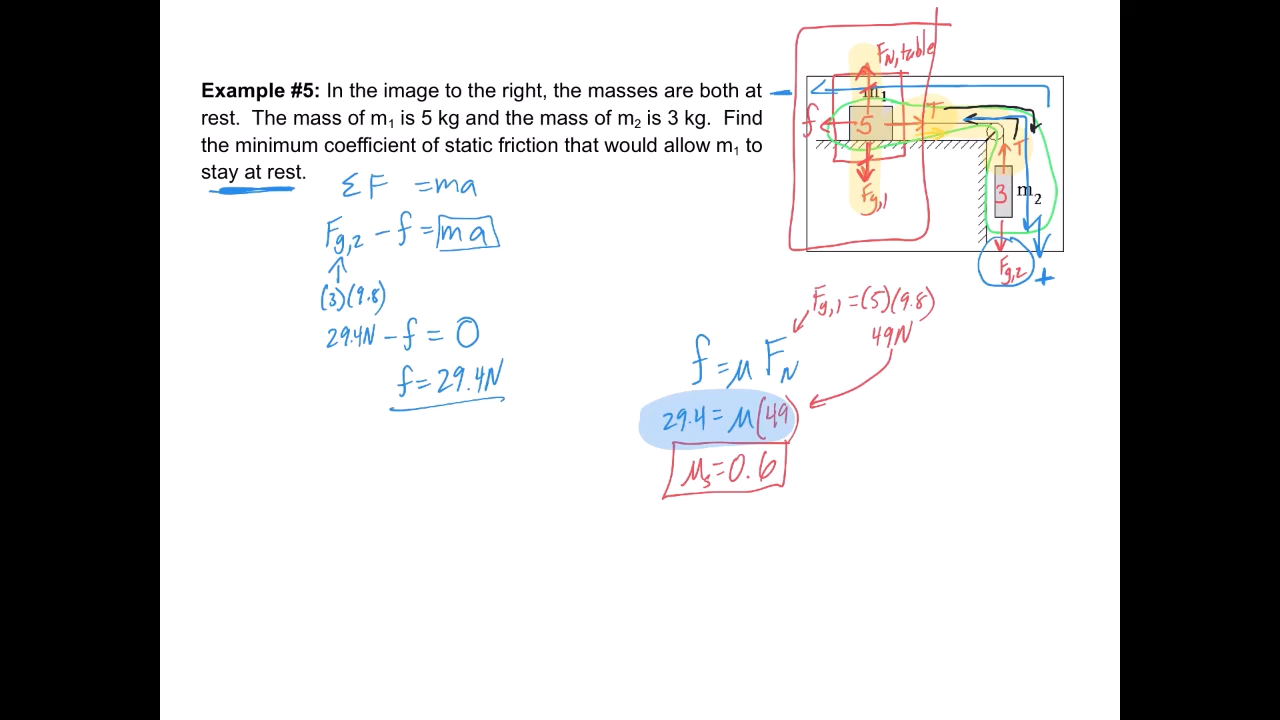 Example #5: In the image to the right, the masses are both at
rest. The mass of m₁ is 5 kg and the mass of m₂ is 3 kg. Find
the minimum coefficient of static friction that would allow m₁ to
stay at rest.
ΣF = ma
Fg,2 - f = ma
(3)(9.8)
29.4N - f = 0
f = 29.4N
FN,table
m₁
f
5
T
Fg,1
T
3
m₂
Fg,2
+
Fg,1 = (5)(9.8)
49N
f = μ FN
29.4 = μ(49)
μs = 0.6